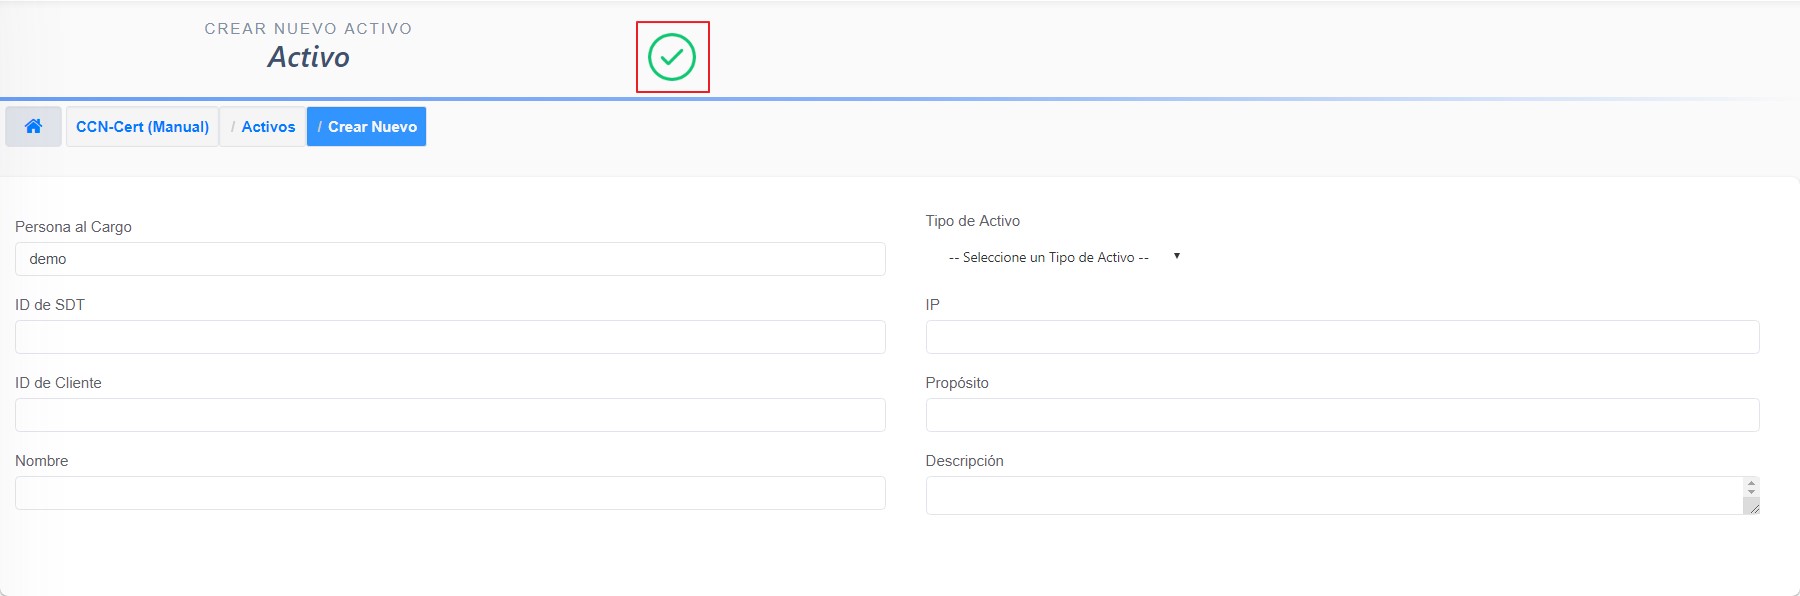 CREAR NUEVO ACTIVO
Activo
CCN-Cert (Manual) / Activos / Crear Nuevo
Persona al Cargo
demo
Tipo de Activo
-- Seleccione un Tipo de Activo --
ID de SDT
IP
ID de Cliente
Propósito
Nombre
Descripción